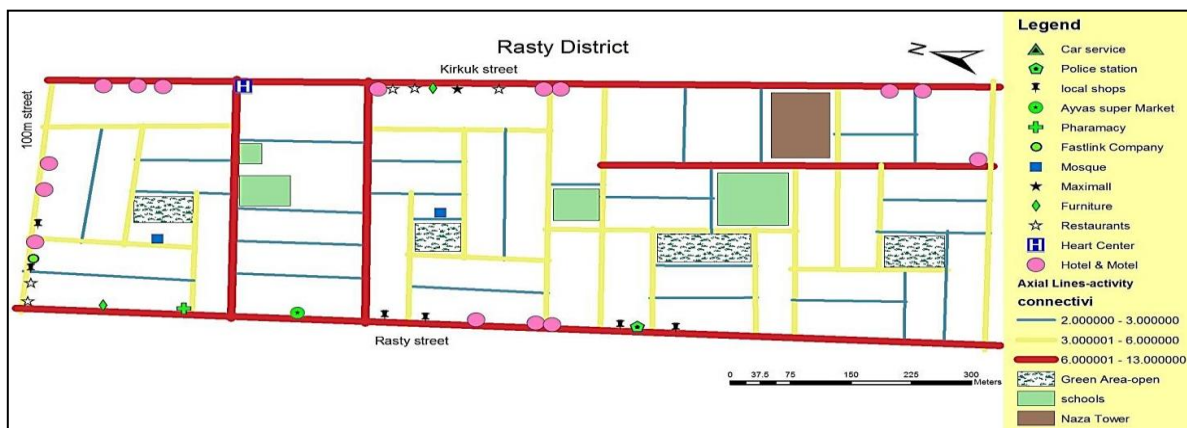 Rasty District
Kirkuk street
N
100m street
Rasty street
0 37.5 75 150 225 300
Meters
Legend
Car service
Police station
local shops
Ayvas super Market
Pharamacy
Fastlink Company
Mosque
Maximall
Furniture
Restaurants
H Heart Center
Hotel & Motel
Axial Lines-activity
connectivi
2.000000 - 3.000000
3.000001 - 6.000000
6.000001 - 13.000000
Green Area-open
schools
Naza Tower
H